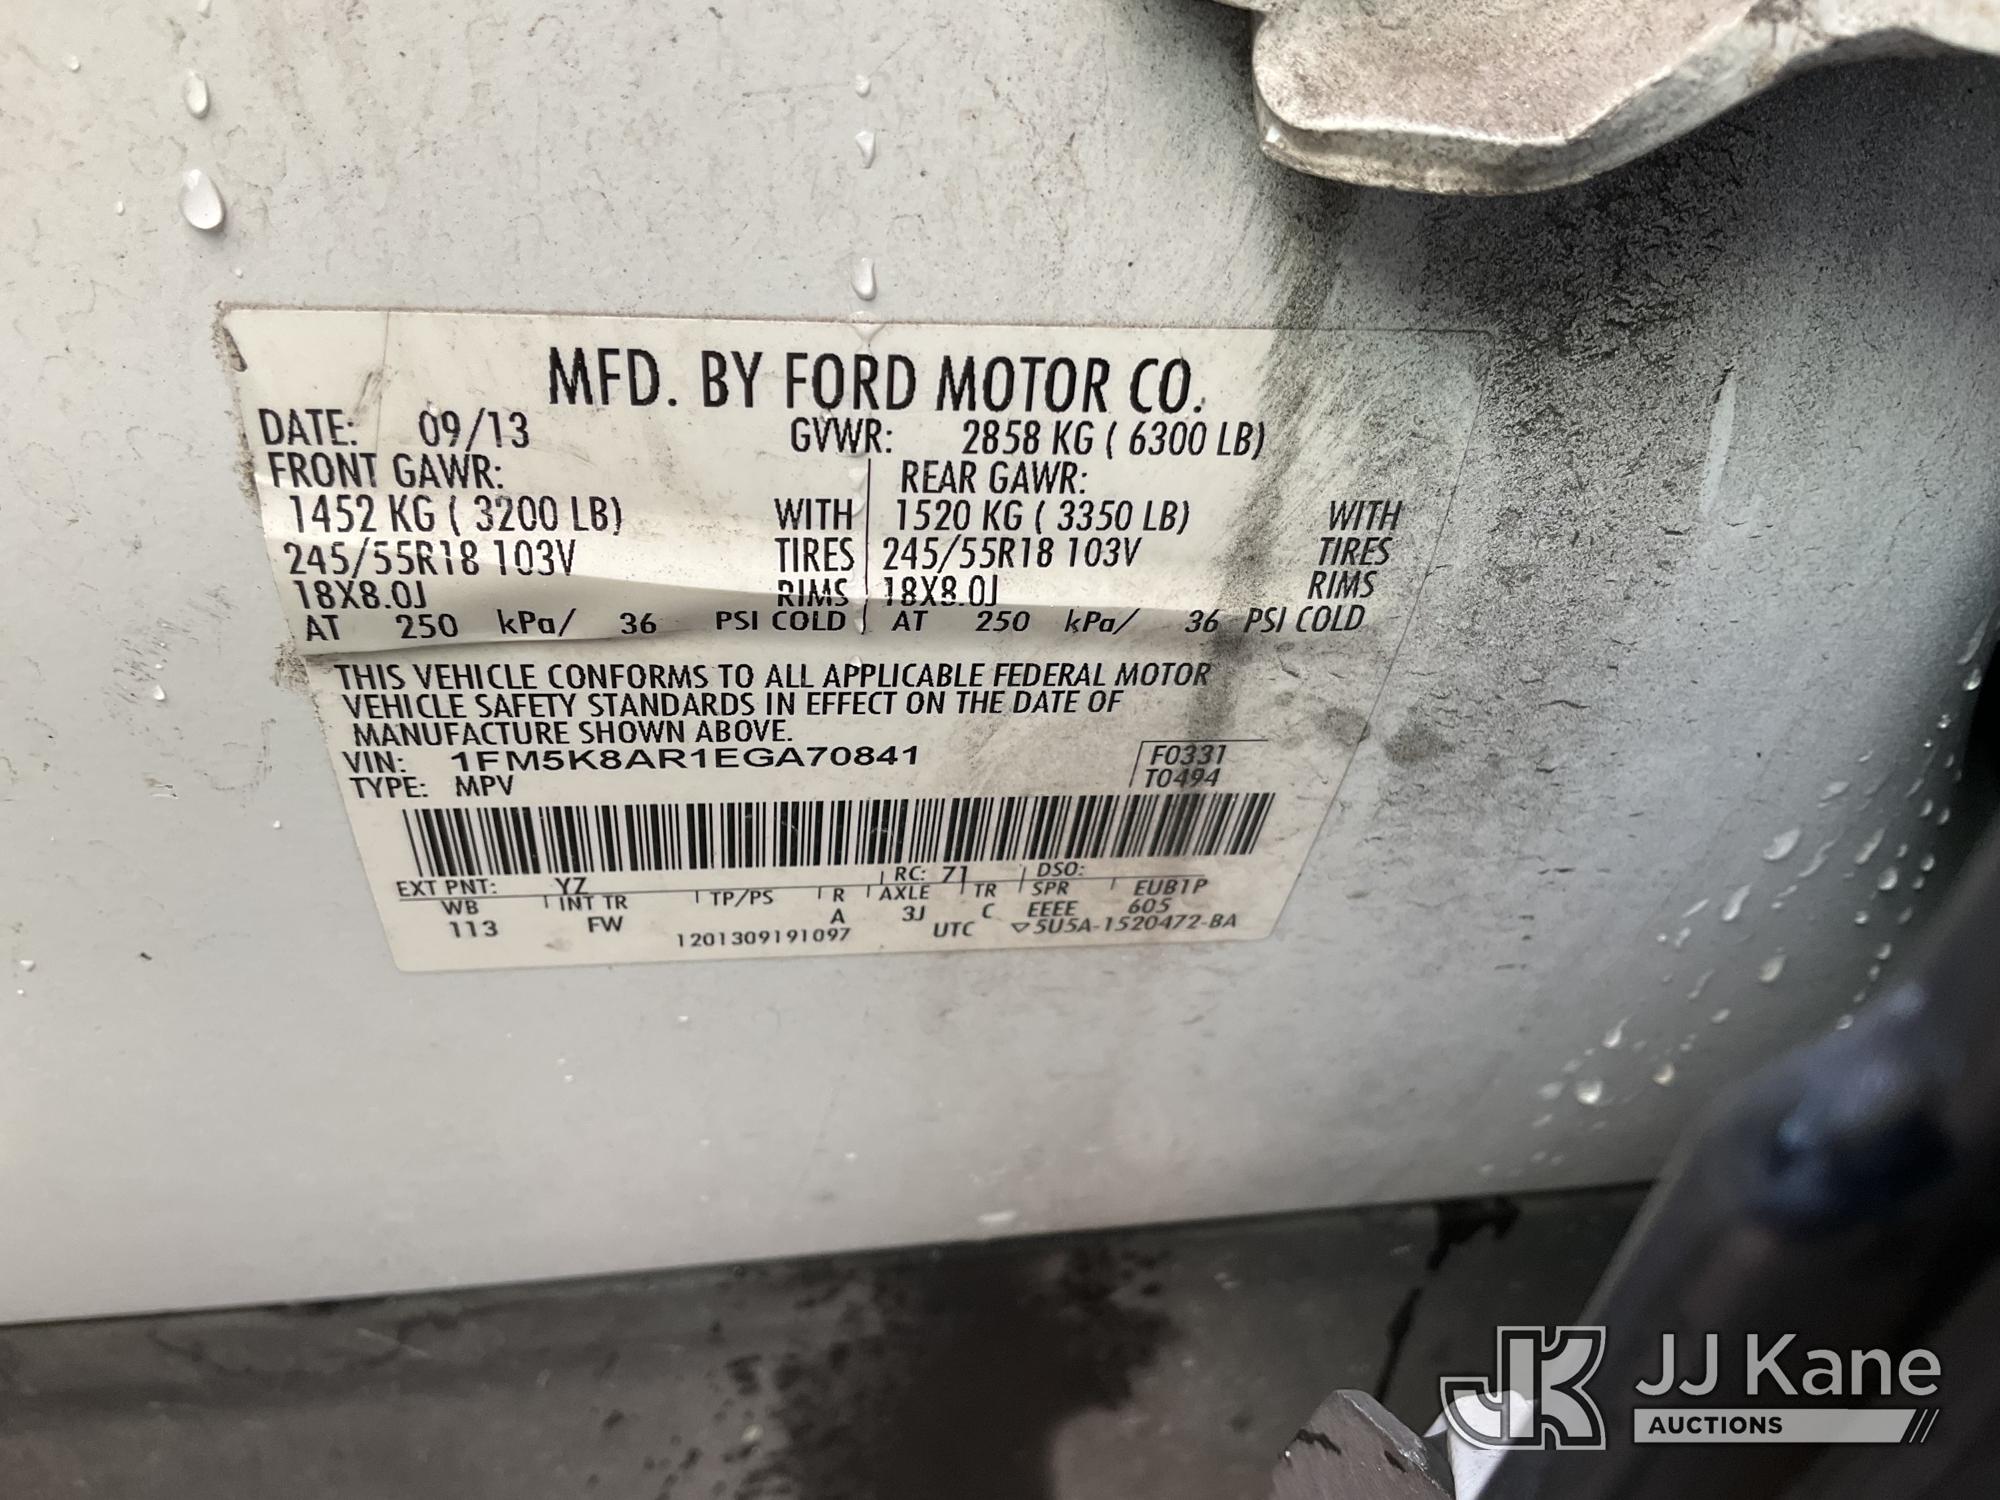 MFD. BY FORD MOTOR CO.
DATE: 09/13 GVWR: 2858 KG ( 6300 LB)
FRONT GAWR: REAR GAWR:
1452 KG ( 3200 LB) WITH 1520 KG ( 3350 LB) WITH
245/55R18 103V TIRES 245/55R18 103V TIRES
18X8.0J RIMS 18X8.0J RIMS
AT 250 kPa/ 36 PSI COLD AT 250 kPa/ 36 PSI COLD
THIS VEHICLE CONFORMS TO ALL APPLICABLE FEDERAL MOTOR
VEHICLE SAFETY STANDARDS IN EFFECT ON THE DATE OF
MANUFACTURE SHOWN ABOVE.
VIN: 1FM5K8AR1EGA70841 F0331
TYPE: MPV T0494
EXT PNT: YZ RC: 71 DSO:
WB INT TR TP/PS R AXLE TR SPR EUB1P
113 FW A 3J C EEEE 605
1201309191097 UTC ▽5U5A-1520472-BA
JK JJ Kane
AUCTIONS